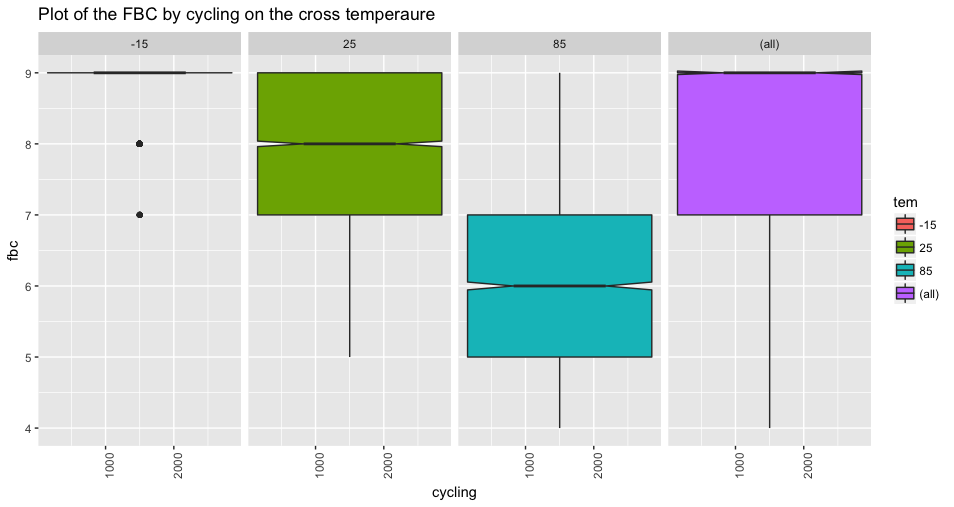 Plot of the FBC by cycling on the cross temperaure
-15 25 85 (all)
9
8
7
6
5
4
fbc
1000 2000 1000 2000 1000 2000 1000 2000
cycling
tem
-15
25
85
(all)